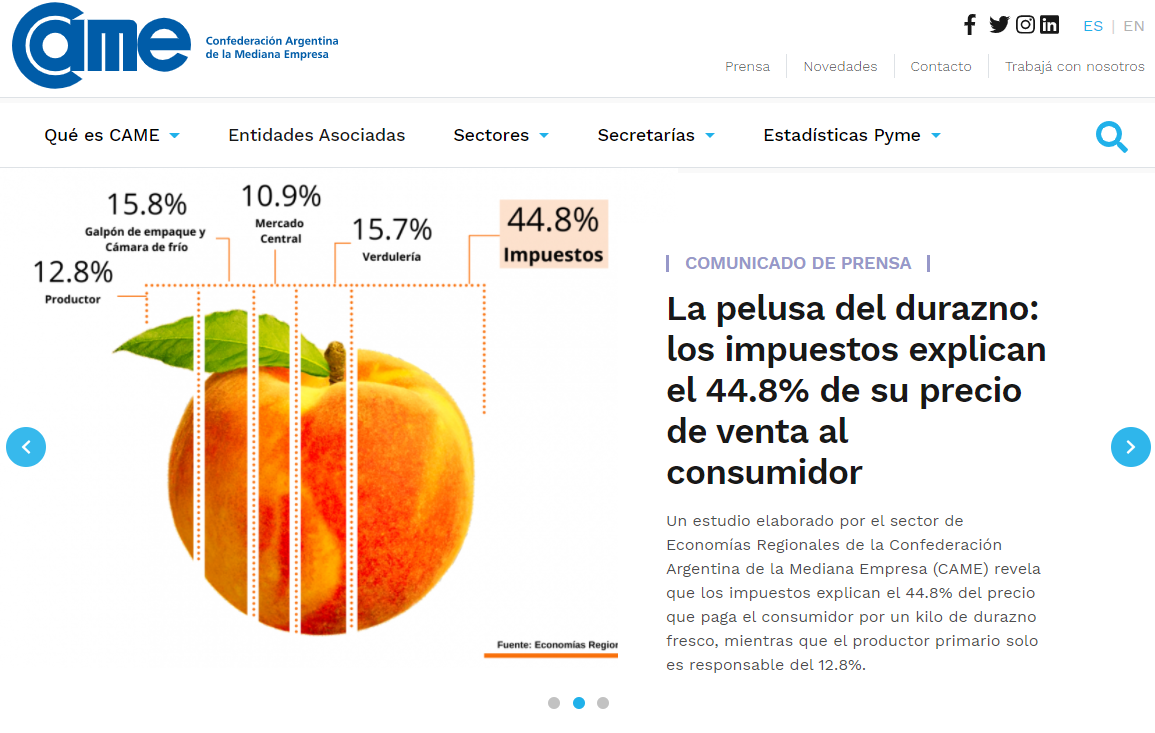 came
Confederación Argentina
de la Mediana Empresa
ES | EN
Prensa
Novedades
Contacto
Trabajá con nosotros
Qué es CAME
Entidades Asociadas
Sectores
Secretarías
Estadísticas Pyme
15.8%
Galpón de empaque y
Cámara de frío
10.9%
Mercado
Central
15.7%
Verdulería
44.8%
Impuestos
12.8%
Productor
Fuente: Economías
COMUNICADO DE PRENSA
La pelusa del durazno:
los impuestos explican
el 44.8% de su precio
de venta al
consumidor
Un estudio elaborado por el sector de
Economías Regionales de la Confederación
Argentina de la Mediana Empresa (CAME) revela
que los impuestos explican el 44.8% del precio
que paga el consumidor por un kilo de durazno
fresco, mientras que el productor primario solo
es responsable del 12.8%.